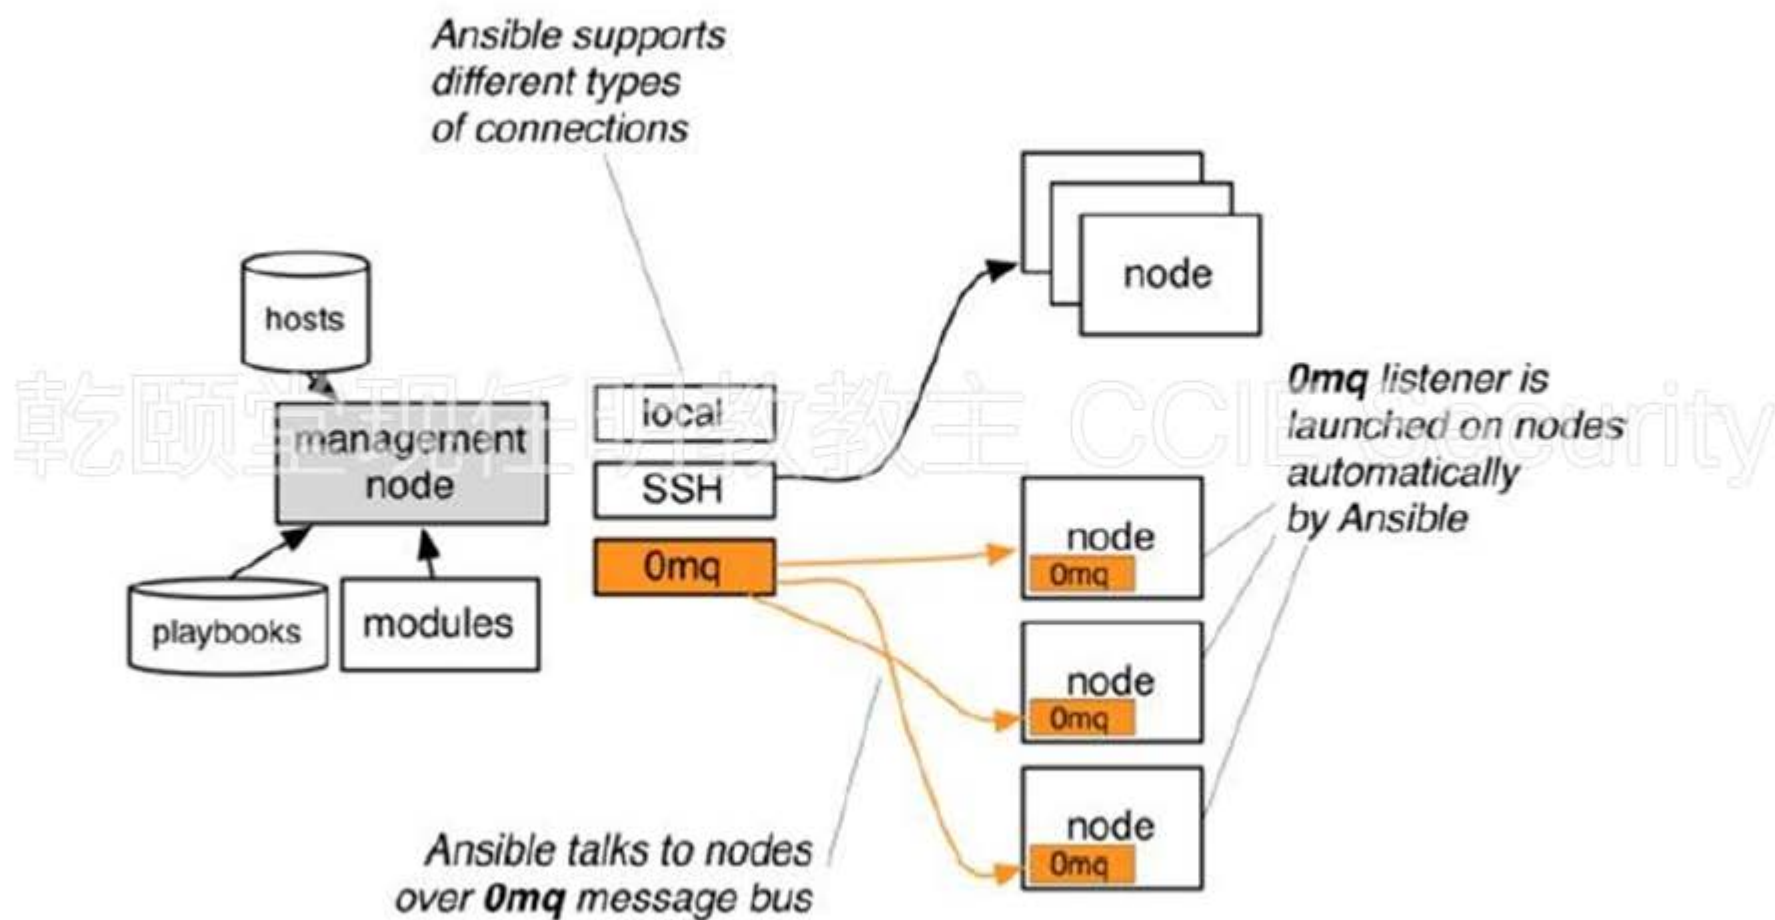 Ansible supports
different types
of connections
node
hosts
0mq listener is
launched on nodes
automatically
by Ansible
local
management
node
SSH
0mq
playbooks
modules
node
0mq
node
0mq
node
0mq
Ansible talks to nodes
over 0mq message bus
乾颐堂现任明教教主 CCIE Security